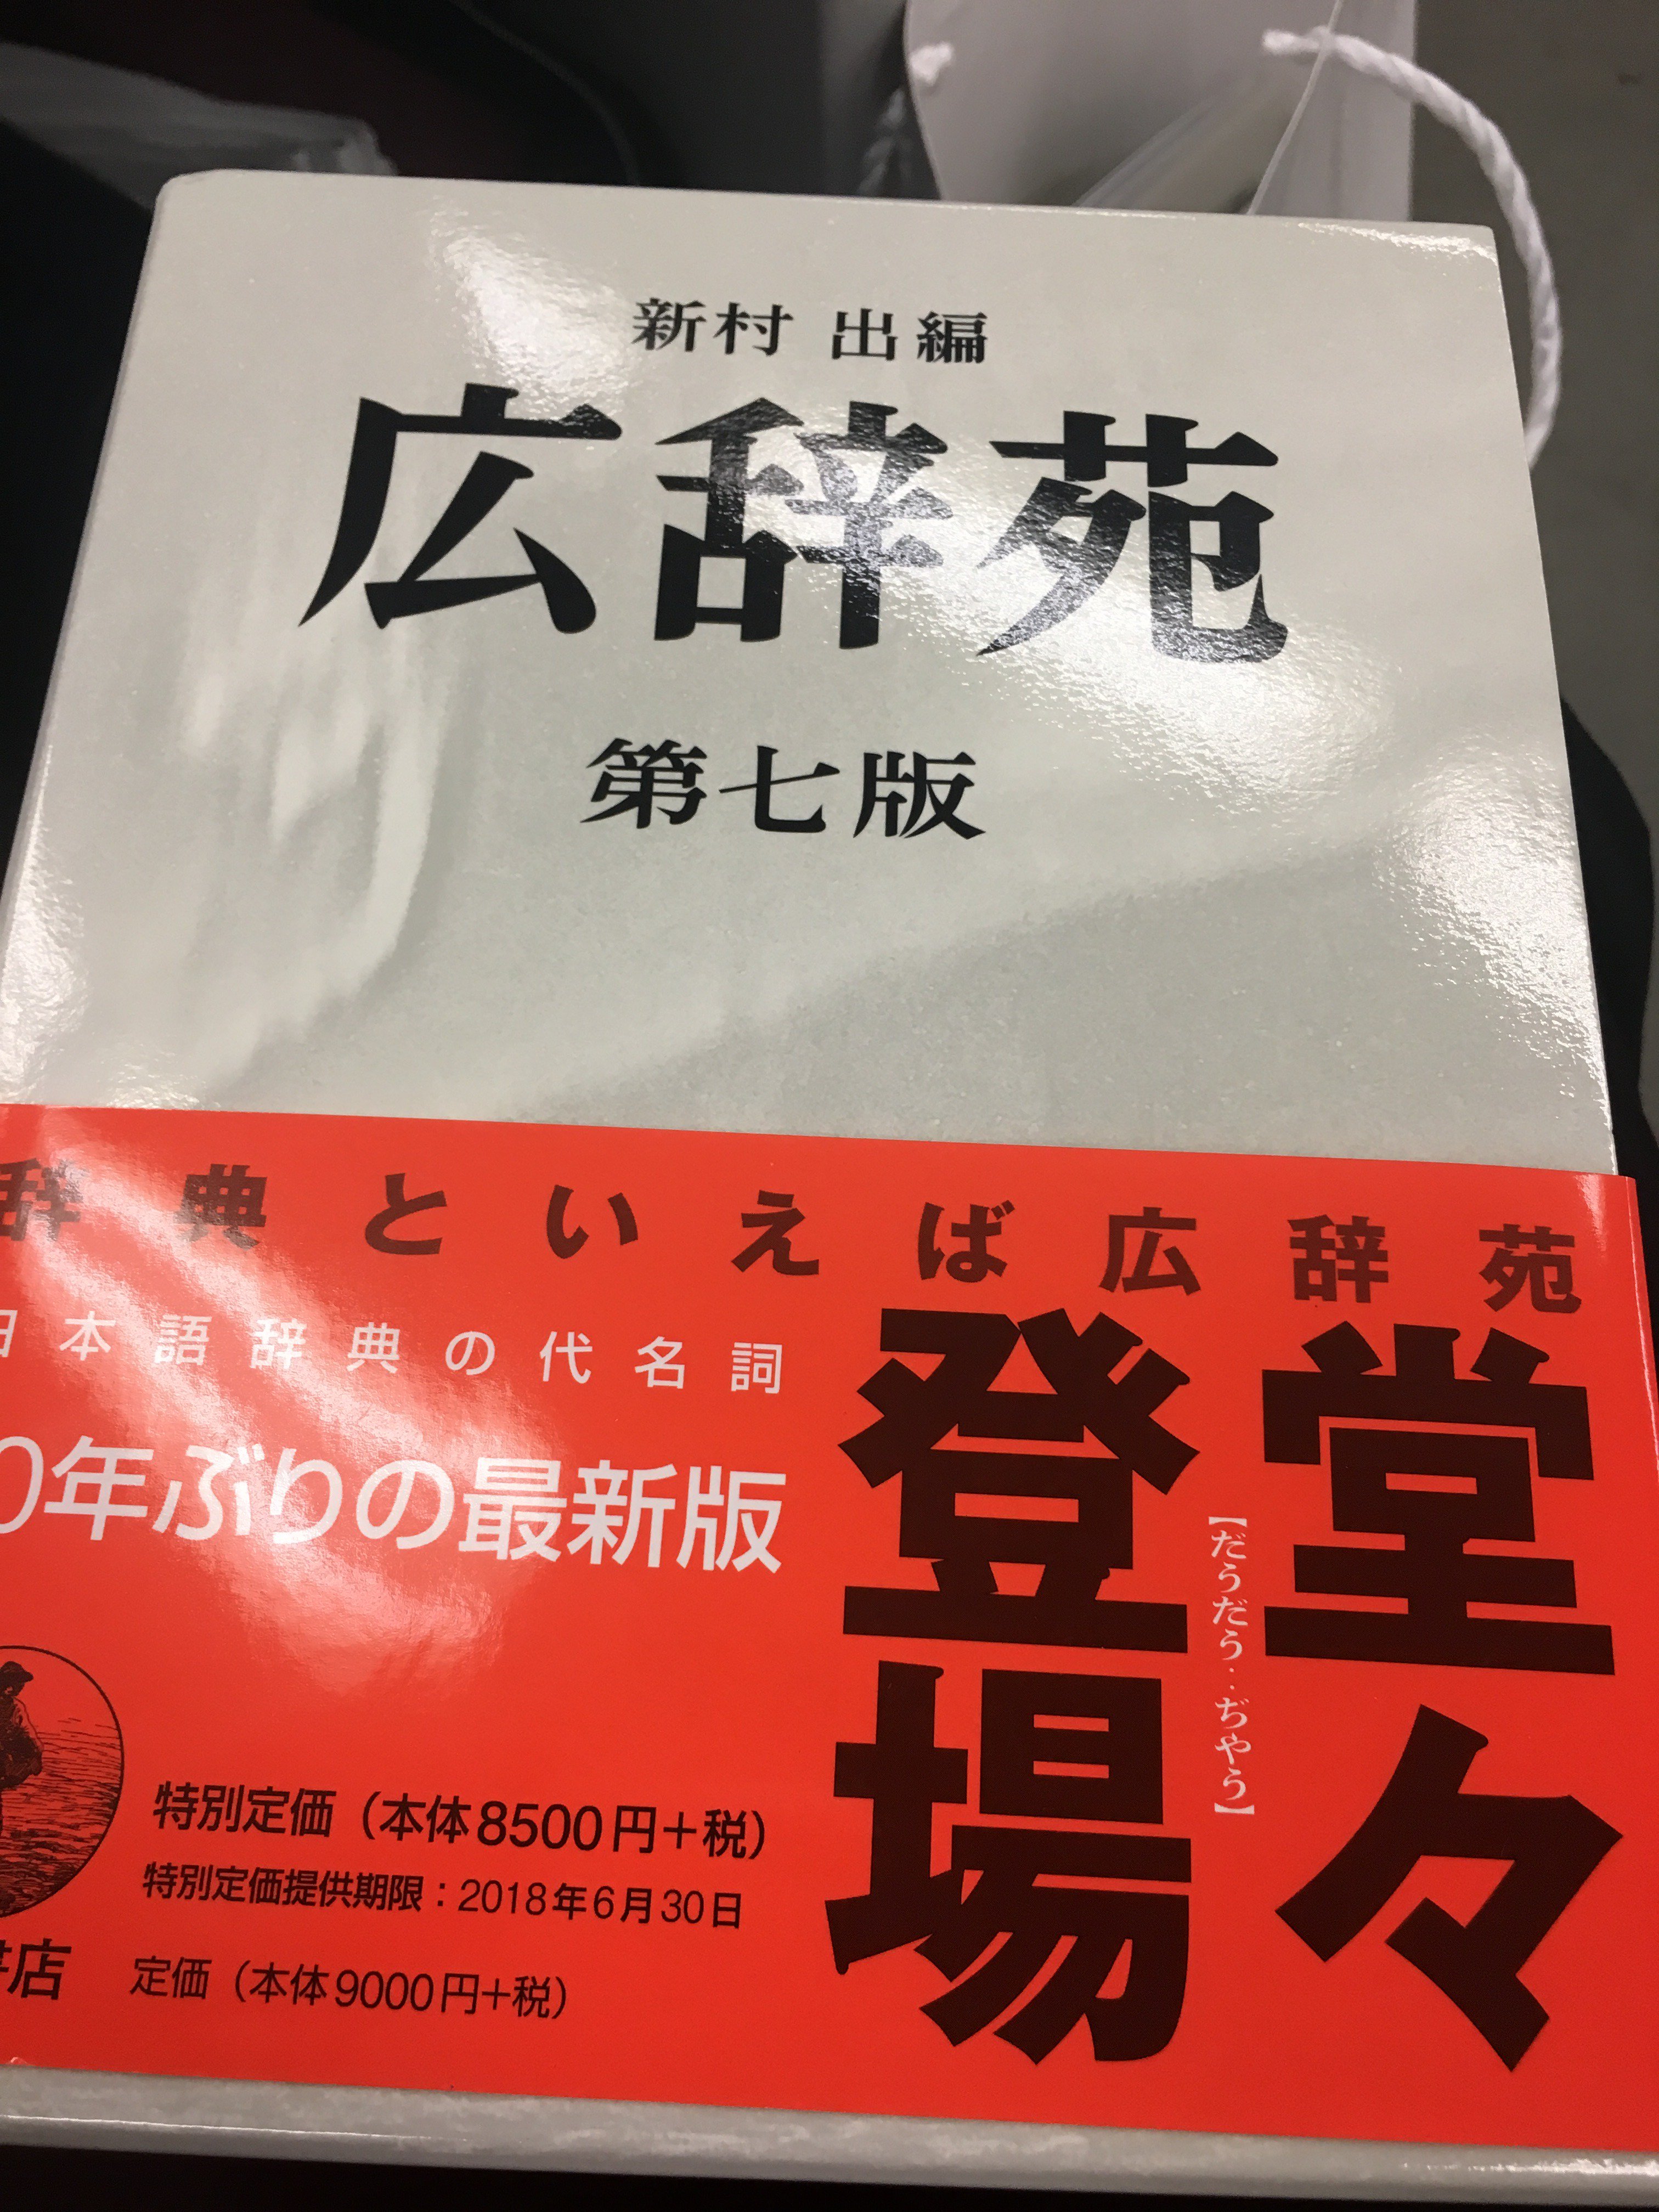 新村 出編
広辞苑
第七版
辞典といえば広辞苑
堂々
【だうだう‥ぢやう】
登場
日本語辞典の代名詞
0年ぶりの最新版
特別定価（本体8500円+税）
特別定価提供期限：2018年6月30日
定価（本体9000円+税）
書店